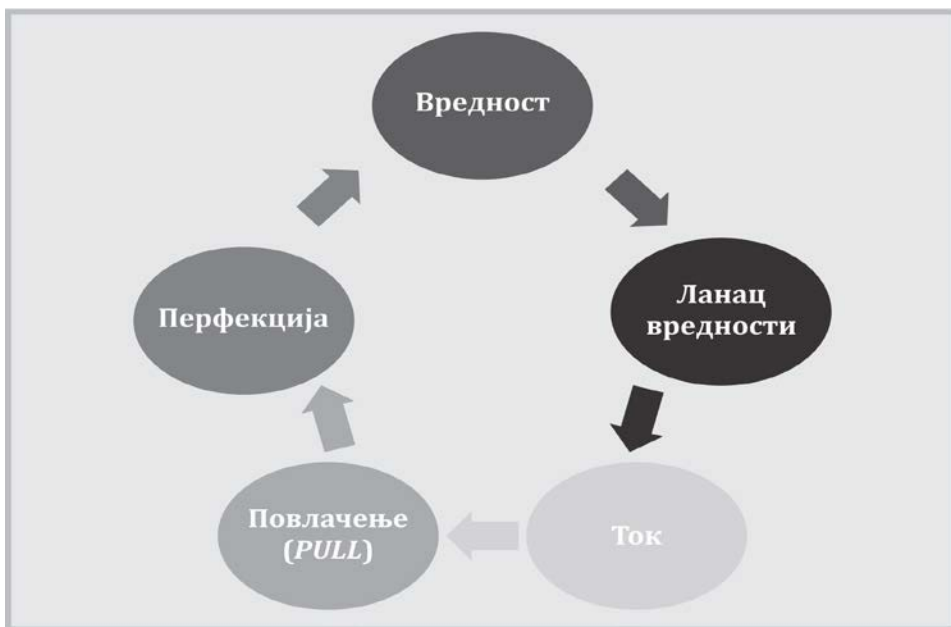 Вредност
Ланац
вредности
Ток
Повлачење
(PULL)
Перфекција